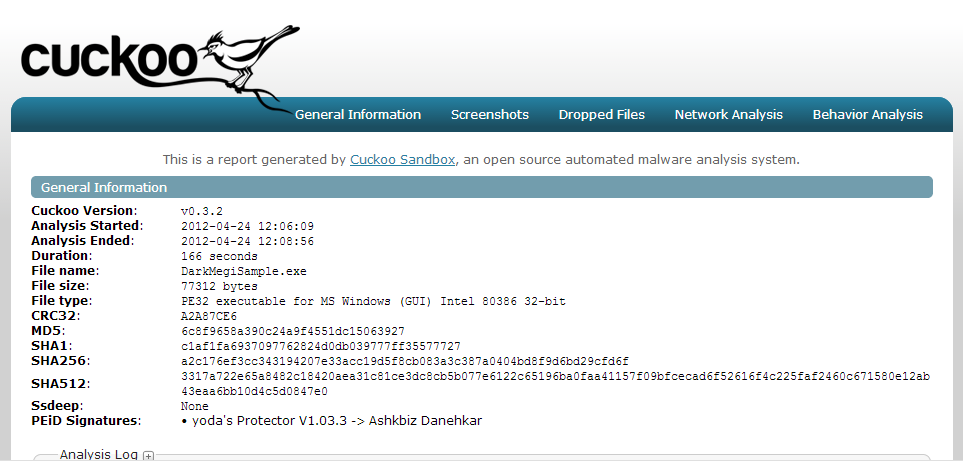 cuckoo
General Information Screenshots Dropped Files Network Analysis Behavior Analysis
This is a report generated by Cuckoo Sandbox, an open source automated malware analysis system.
General Information
Cuckoo Version: v0.3.2
Analysis Started: 2012-04-24 12:06:09
Analysis Ended: 2012-04-24 12:08:56
Duration: 166 seconds
File name: DarkMegiSample.exe
File size: 77312 bytes
File type: PE32 executable for MS Windows (GUI) Intel 80386 32-bit
CRC32: A2A87CE6
MD5: 6c8f9658a390c24a9f4551dc15063927
SHA1: c1af1fa6937097762824d0db039777ff35577727
SHA256: a2c176ef3cc343194207e33acc19d5f8cb083a3c387a0404bd8f9d6bd29cfd6f
SHA512: 3317a722e65a8482c18420aea31c81ce3dc8cb5b077e6122c65196ba0faa41157f09bfcecad6f52616f4c225faf2460c671580e12ab
43eaa6bb10d4c5d0847e0
Ssdeep: None
PEiD Signatures: • yoda's Protector V1.03.3 -> Ashkbiz Danehkar
Analysis Log [+]